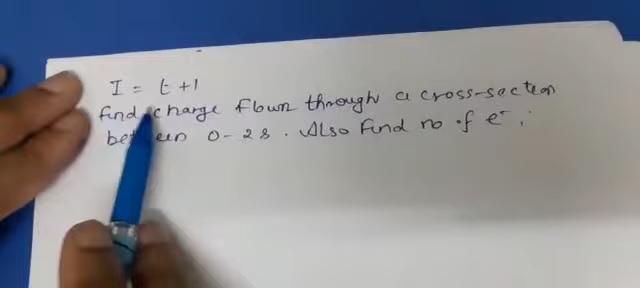 I = t + 1
find charge flown through a cross-section
between 0 - 2s. Also find no of e⁻.